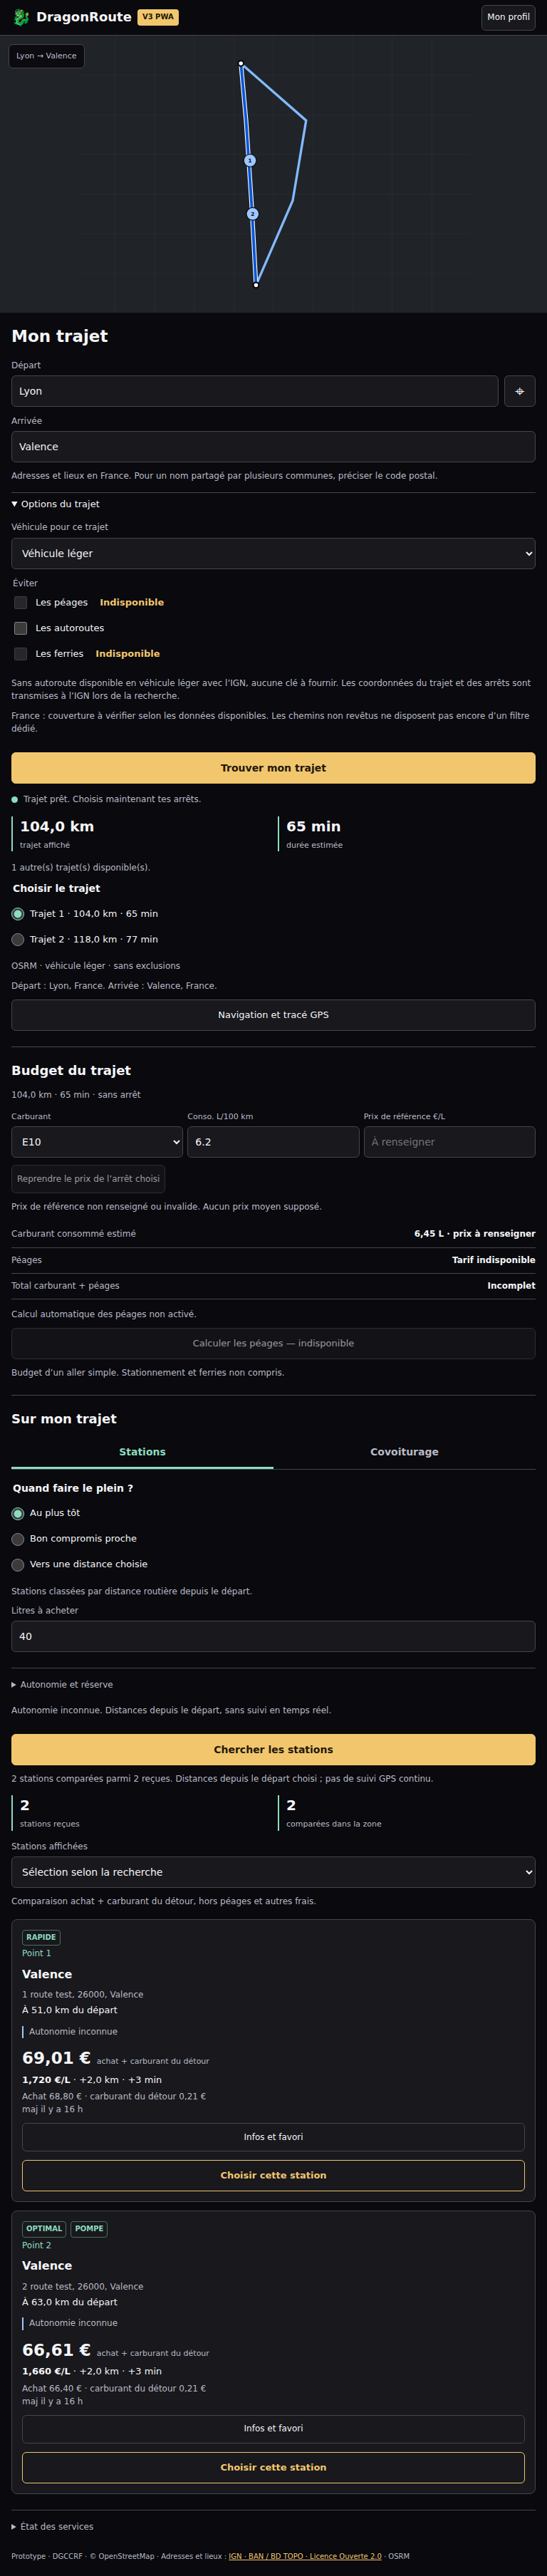 DragonRoute V3 PWA Mon profil
Lyon → Valence
1
2
Mon trajet
Départ
Lyon
Arrivée
Valence
Adresses et lieux en France. Pour un nom partagé par plusieurs communes, préciser le code postal.
Options du trajet
Véhicule pour ce trajet
Véhicule léger
Éviter
Les péages Indisponible
Les autoroutes
Les ferries Indisponible
Sans autoroute disponible en véhicule léger avec l’IGN, aucune clé à fournir. Les coordonnées du trajet et des arrêts sont
transmises à l’IGN lors de la recherche.
France : couverture à vérifier selon les données disponibles. Les chemins non revêtus ne disposent pas encore d’un filtre
dédié.
Trouver mon trajet
Trajet prêt. Choisis maintenant tes arrêts.
104,0 km 65 min
trajet affiché durée estimée
1 autre(s) trajet(s) disponible(s).
Choisir le trajet
Trajet 1 · 104,0 km · 65 min
Trajet 2 · 118,0 km · 77 min
OSRM · véhicule léger · sans exclusions
Départ : Lyon, France. Arrivée : Valence, France.
Navigation et tracé GPS
Budget du trajet
104,0 km · 65 min · sans arrêt
Carburant Conso. L/100 km Prix de référence €/L
E10 6.2 À renseigner
Reprendre le prix de l’arrêt choisi
Prix de référence non renseigné ou invalide. Aucun prix moyen supposé.
Carburant consommé estimé 6,45 L · prix à renseigner
Péages Tarif indisponible
Total carburant + péages Incomplet
Calcul automatique des péages non activé.
Calculer les péages — indisponible
Budget d’un aller simple. Stationnement et ferries non compris.
Sur mon trajet
Stations Covoiturage
Quand faire le plein ?
Au plus tôt
Bon compromis proche
Vers une distance choisie
Stations classées par distance routière depuis le départ.
Litres à acheter
40
Autonomie et réserve
Autonomie inconnue. Distances depuis le départ, sans suivi en temps réel.
Chercher les stations
2 stations comparées parmi 2 reçues. Distances depuis le départ choisi ; pas de suivi GPS continu.
2 2
stations reçues comparées dans la zone
Stations affichées
Sélection selon la recherche
Comparaison achat + carburant du détour, hors péages et autres frais.
RAPIDE
Point 1
Valence
1 route test, 26000, Valence
À 51,0 km du départ
Autonomie inconnue
69,01 € achat + carburant du détour
1,720 €/L · +2,0 km · +3 min
Achat 68,80 € · carburant du détour 0,21 €
maj il y a 16 h
Infos et favori
Choisir cette station
OPTIMAL POMPE
Point 2
Valence
2 route test, 26000, Valence
À 63,0 km du départ
Autonomie inconnue
66,61 € achat + carburant du détour
1,660 €/L · +2,0 km · +3 min
Achat 66,40 € · carburant du détour 0,21 €
maj il y a 16 h
Infos et favori
Choisir cette station
État des services
Prototype · DGCCRF · © OpenStreetMap · Adresses et lieux : IGN · BAN / BD TOPO · Licence Ouverte 2.0 · OSRM